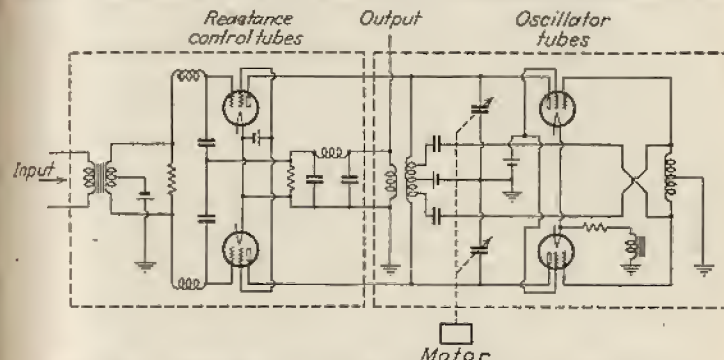 Reactance
control tubes
Output
Oscillator
tubes
Input
Motor